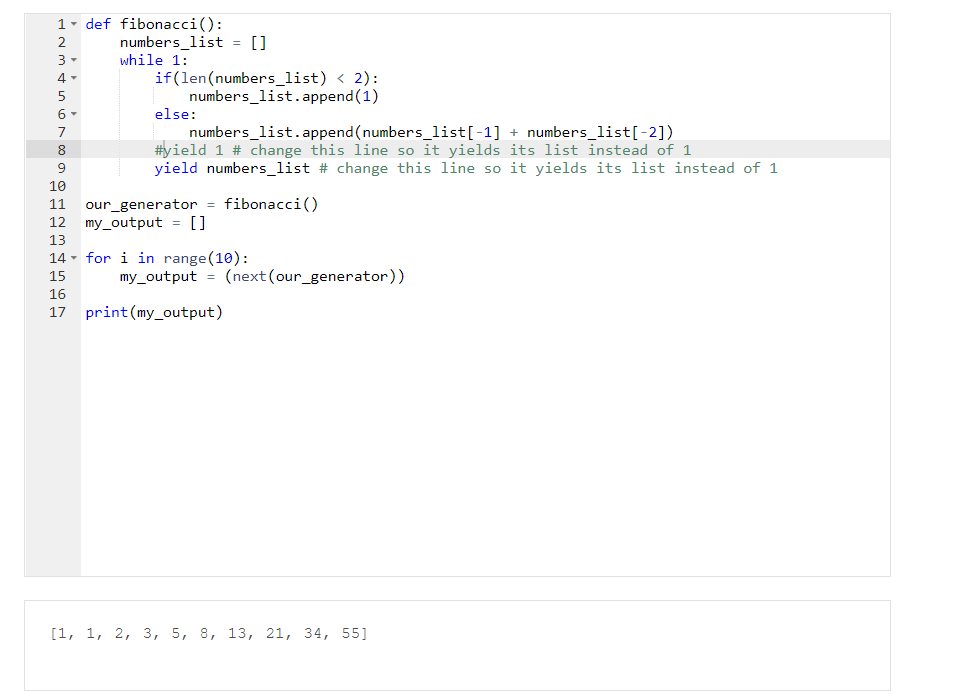 1 def fibonacci():
2     numbers_list = []
3     while 1:
4         if(len(numbers_list) < 2):
5             numbers_list.append(1)
6         else:
7             numbers_list.append(numbers_list[-1] + numbers_list[-2])
8         #yield 1 # change this line so it yields its list instead of 1
9         yield numbers_list # change this line so it yields its list instead of 1
10
11 our_generator = fibonacci()
12 my_output = []
13
14 for i in range(10):
15     my_output = (next(our_generator))
16
17 print(my_output)
[1, 1, 2, 3, 5, 8, 13, 21, 34, 55]